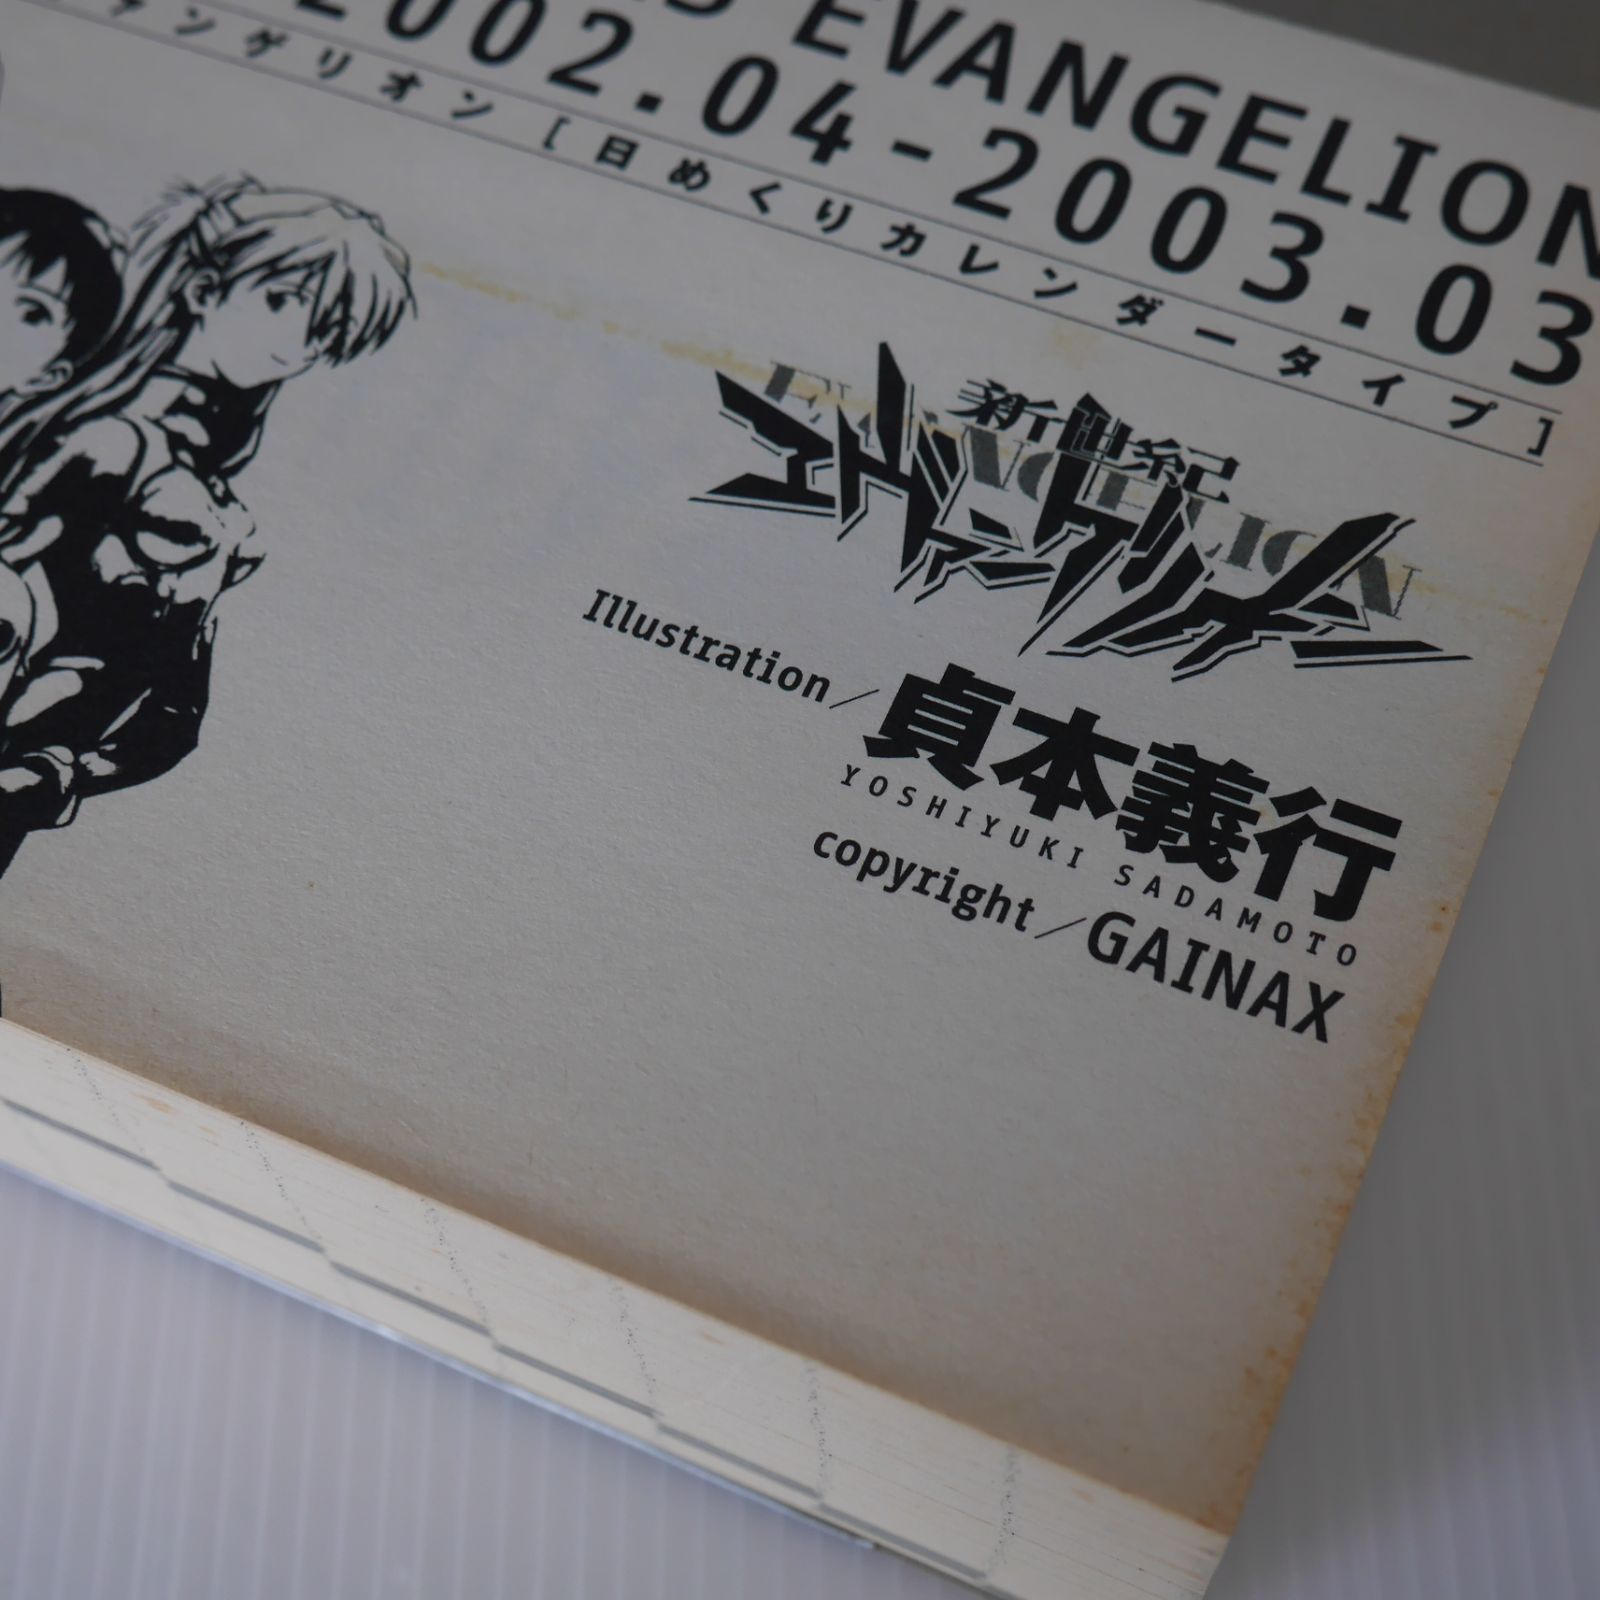 EVANGELION
2002.04-2003.03
ァンゲリオン[日めくりカレンダータイプ]
EVANGELION
新世紀
エヴァンゲリオン
Illustration／貞本義行
YOSHIYUKI SADAMOTO
copyright／GAINAX